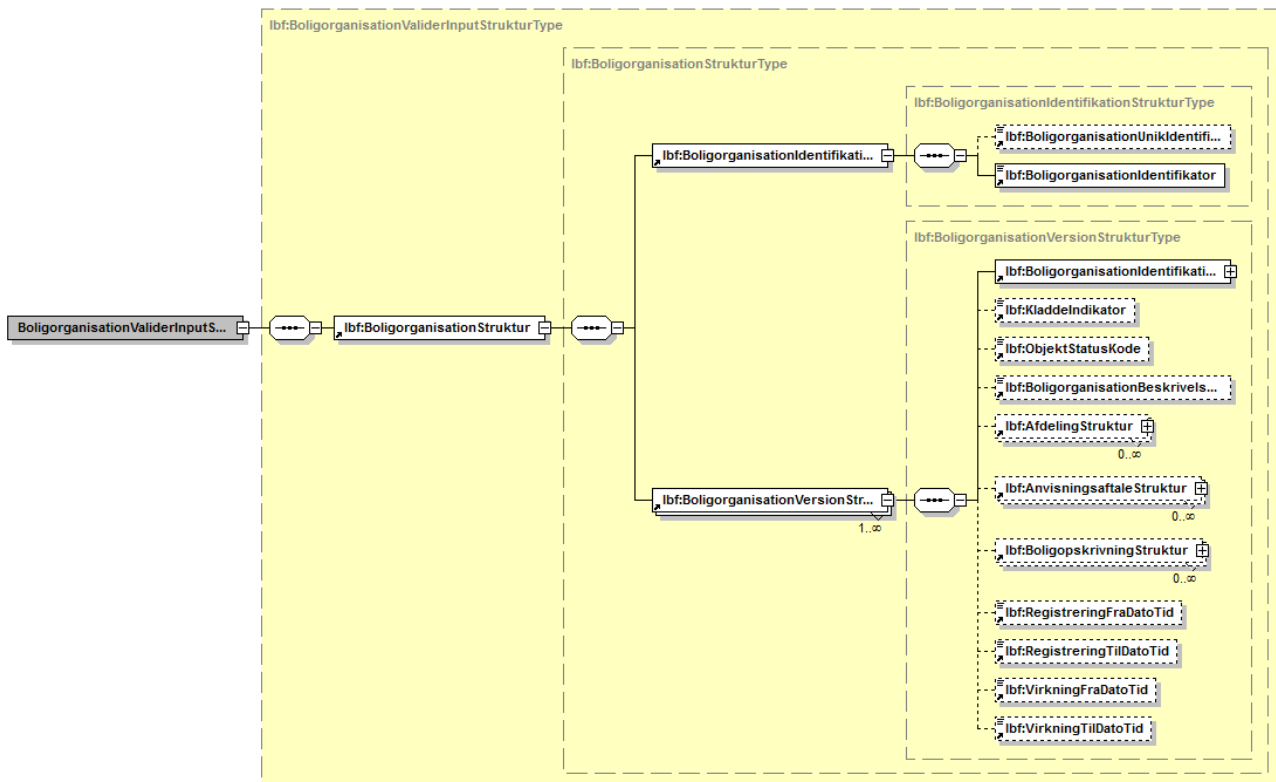 lbf:BoligorganisationValiderInputStrukturType
lbf:BoligorganisationStrukturType
lbf:BoligorganisationIdentifikationStrukturType
lbf:BoligorganisationUnikIdentifi...
lbf:BoligorganisationIdentifikati...
lbf:BoligorganisationIdentifikator
lbf:BoligorganisationVersionStrukturType
lbf:BoligorganisationIdentifikati...
lbf:KladdeIndikator
BoligorganisationValiderInputS...
lbf:BoligorganisationStruktur
lbf:ObjektStatusKode
lbf:BoligorganisationBeskrivels...
lbf:AfdelingStruktur
0..∞
lbf:BoligorganisationVersionStr...
1..∞
lbf:AnvisningsaftaleStruktur
0..∞
lbf:BoligopskrivningStruktur
0..∞
lbf:RegistreringFraDatoTid
lbf:RegistreringTilDatoTid
lbf:VirkningFraDatoTid
lbf:VirkningTilDatoTid